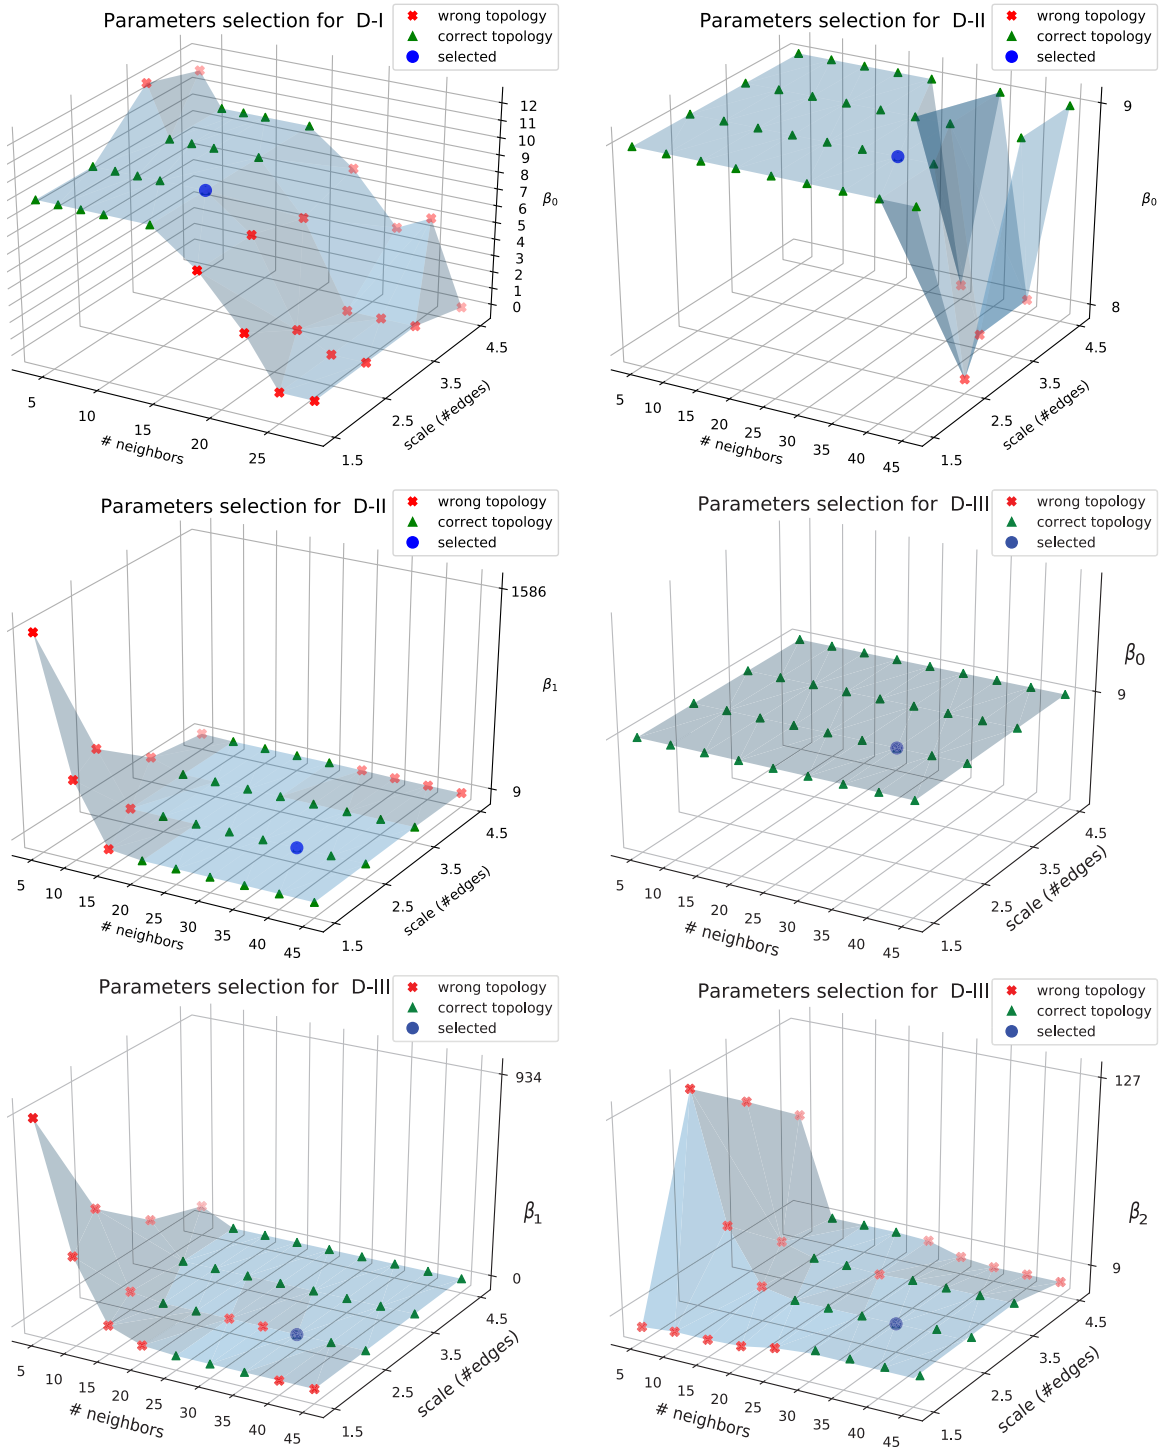 Parameters selection for D-I
wrong topology
correct topology
selected
12
11
10
9
8
7
6
5
4
3
2
1
0
β0
5
10
15
20
25
# neighbors
1.5
2.5
3.5
4.5
scale (#edges)
Parameters selection for D-II
wrong topology
correct topology
selected
9
8
β0
5
10
15
20
25
30
35
40
45
# neighbors
1.5
2.5
3.5
4.5
scale (#edges)
Parameters selection for D-II
wrong topology
correct topology
selected
1586
9
β1
5
10
15
20
25
30
35
40
45
# neighbors
1.5
2.5
3.5
4.5
scale (#edges)
Parameters selection for D-III
wrong topology
correct topology
selected
9
β0
5
10
15
20
25
30
35
40
45
# neighbors
1.5
2.5
3.5
4.5
scale (#edges)
Parameters selection for D-III
wrong topology
correct topology
selected
934
0
β1
5
10
15
20
25
30
35
40
45
# neighbors
1.5
2.5
3.5
4.5
scale (#edges)
Parameters selection for D-III
wrong topology
correct topology
selected
127
9
β2
5
10
15
20
25
30
35
40
45
# neighbors
1.5
2.5
3.5
4.5
scale (#edges)